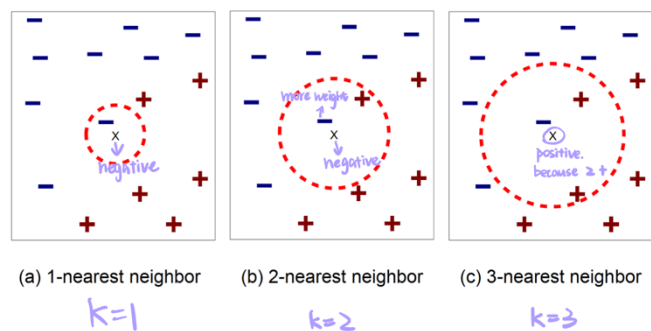 X
negative
more weight
X
negative
X
positive.
because 2 +
(a) 1-nearest neighbor
(b) 2-nearest neighbor
(c) 3-nearest neighbor
k=1
k=2
k=3